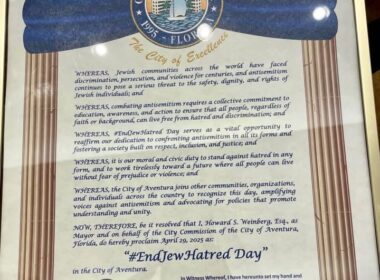 1995 - FLORI
The City of Excellence
WHEREAS, Jewish communities across the world have faced
discrimination, persecution, and violence for centuries, and antisemitism
continues to pose a serious threat to the safety, dignity, and rights of
Jewish individuals; and
WHEREAS, combating antisemitism requires a collective commitment to
education, awareness, and action to ensure that all people, regardless of
faith or background, can live free from hatred and discrimination; and
WHEREAS, #EndJewHatred Day serves as a vital opportunity to
reaffirm our dedication to confronting antisemitism in all its forms and
fostering a society built on respect, inclusion, and justice; and
WHEREAS, it is our moral and civic duty to stand against hatred in any
form, and to work tirelessly toward a future where all people can live
without fear of prejudice or violence; and
WHEREAS, the City of Aventura joins other communities, organizations,
and individuals across the country to recognize this day, amplifying
voices against antisemitism and advocating for policies that promote
understanding and unity.
NOW, THEREFORE, be it resolved that I, Howard S. Weinberg, Esq., as
Mayor and on behalf of the City Commission of the City of Aventura,
Florida, do hereby proclaim April 29, 2025 as:
"#EndJewHatred Day"
in the City of Aventura.
In Witness Whereof, I have hereunto set my hand and